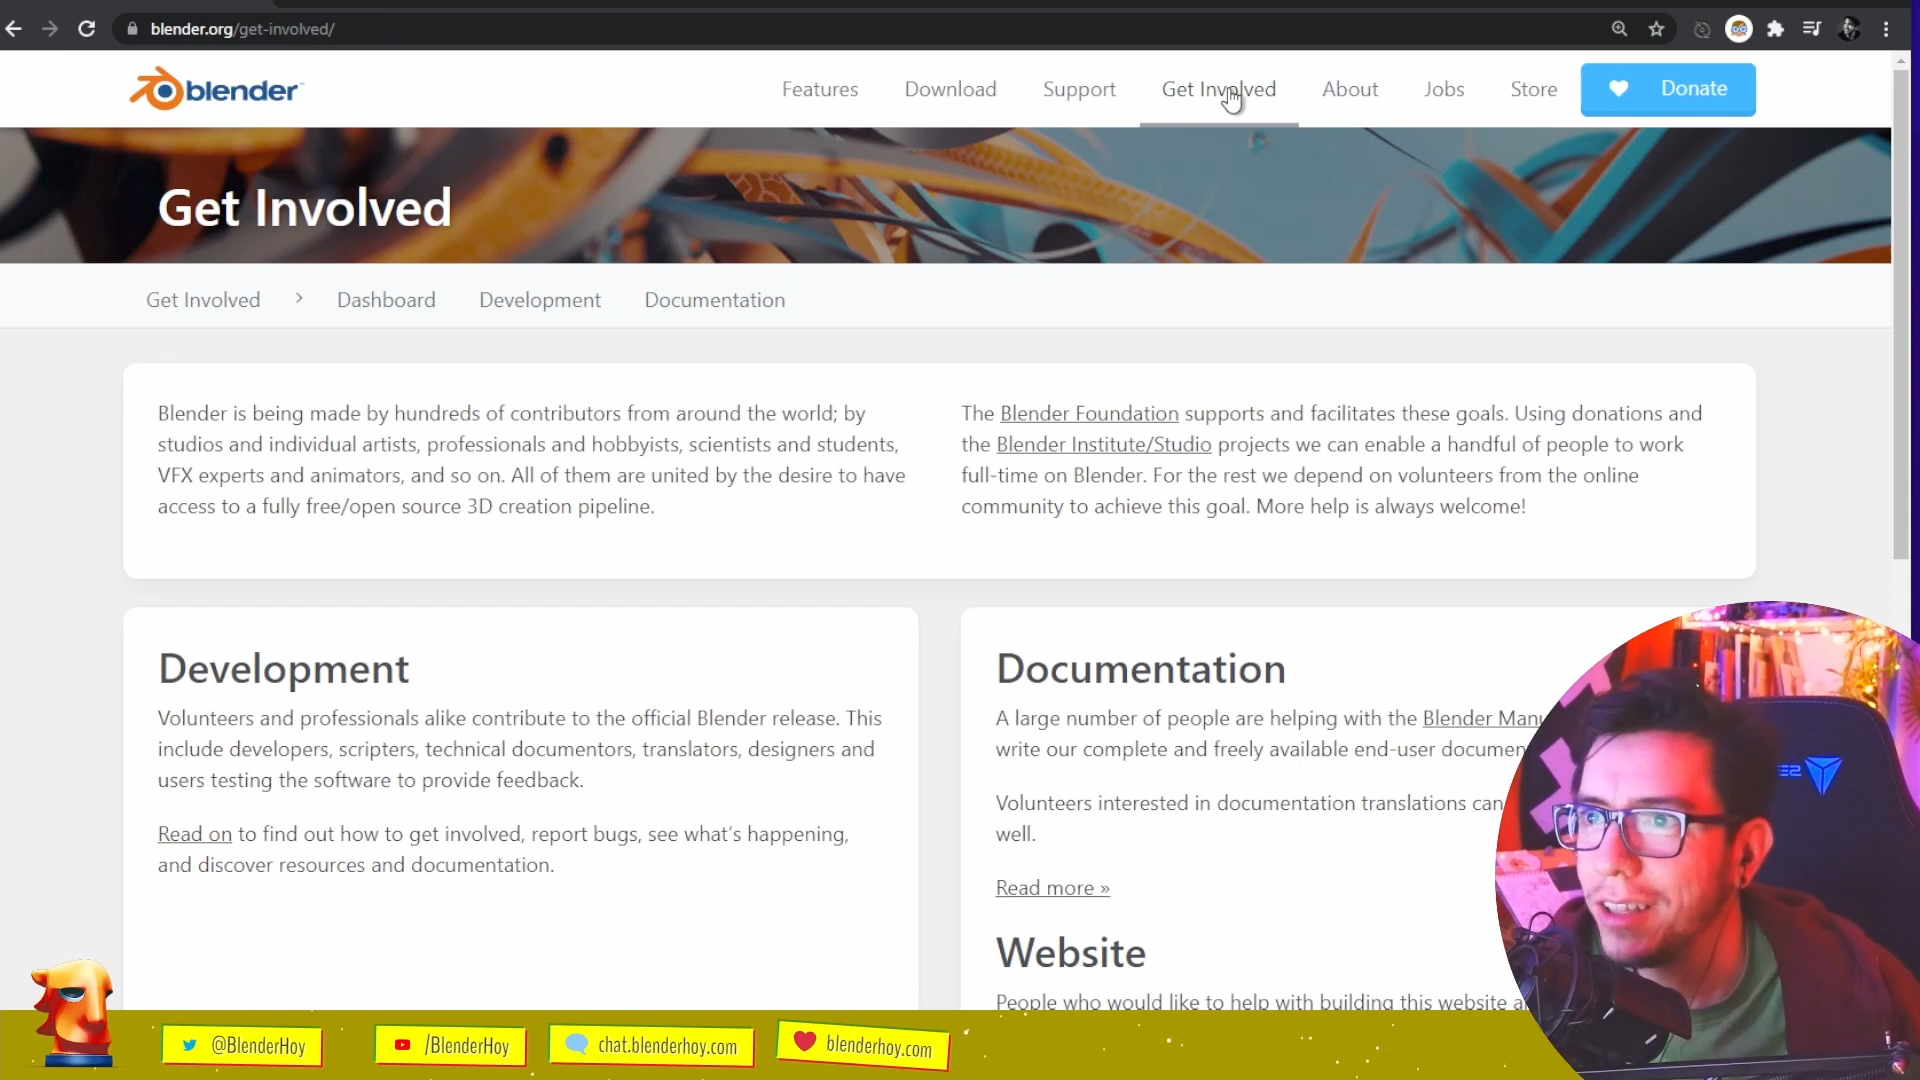 blender.org/get-involved/
blender
Features
Download
Support
Get Involved
About
Jobs
Store
Donate
Get Involved
Get Involved
Dashboard
Development
Documentation
Blender is being made by hundreds of contributors from around the world; by
studios and individual artists, professionals and hobbyists, scientists and students,
VFX experts and animators, and so on. All of them are united by the desire to have
access to a fully free/open source 3D creation pipeline.
The Blender Foundation supports and facilitates these goals. Using donations and
the Blender Institute/Studio projects we can enable a handful of people to work
full-time on Blender. For the rest we depend on volunteers from the online
community to achieve this goal. More help is always welcome!
Development
Volunteers and professionals alike contribute to the official Blender release. This
include developers, scripters, technical documentors, translators, designers and
users testing the software to provide feedback.
Read on to find out how to get involved, report bugs, see what's happening,
and discover resources and documentation.
Documentation
A large number of people are helping with the Blender
write our complete and freely available end-user
Volunteers interested in documentation translations can
well.
Read more »
Website
People who would like to help with building this website
@BlenderHoy
/BlenderHoy
chat.blenderhoy.com
blenderhoy.com